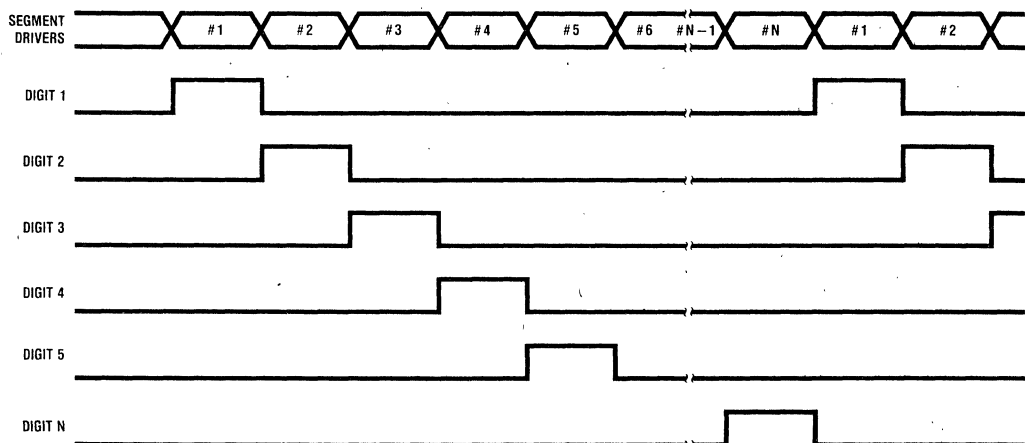 SEGMENT
DRIVERS
#1 #2 #3 #4 #5 #6 #N−1 #N #1 #2
DIGIT 1
DIGIT 2
DIGIT 3
DIGIT 4
DIGIT 5
DIGIT N